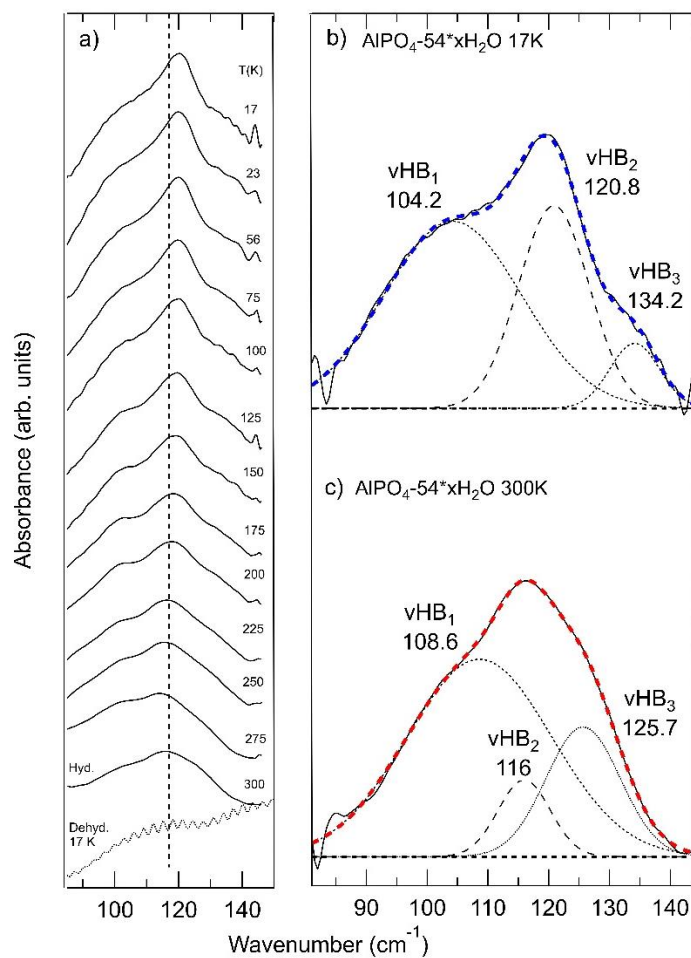 a)
T(K)
17
23
56
75
100
125
150
175
200
225
250
275
Hyd.
300
Dehyd.
17 K
100 120 140
Absorbance (arb. units)
b) AlPO₄-54*xH₂O 17K
vHB₁
104.2
vHB₂
120.8
vHB₃
134.2
c) AlPO₄-54*xH₂O 300K
vHB₁
108.6
vHB₂
116
vHB₃
125.7
90 100 110 120 130 140
Wavenumber (cm⁻¹)